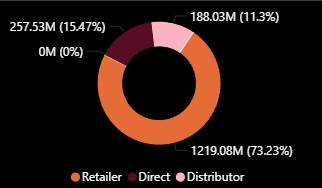 188.03M (11.3%)
257.53M (15.47%)
0M (0%)
1219.08M (73.23%)
Retailer Direct Distributor